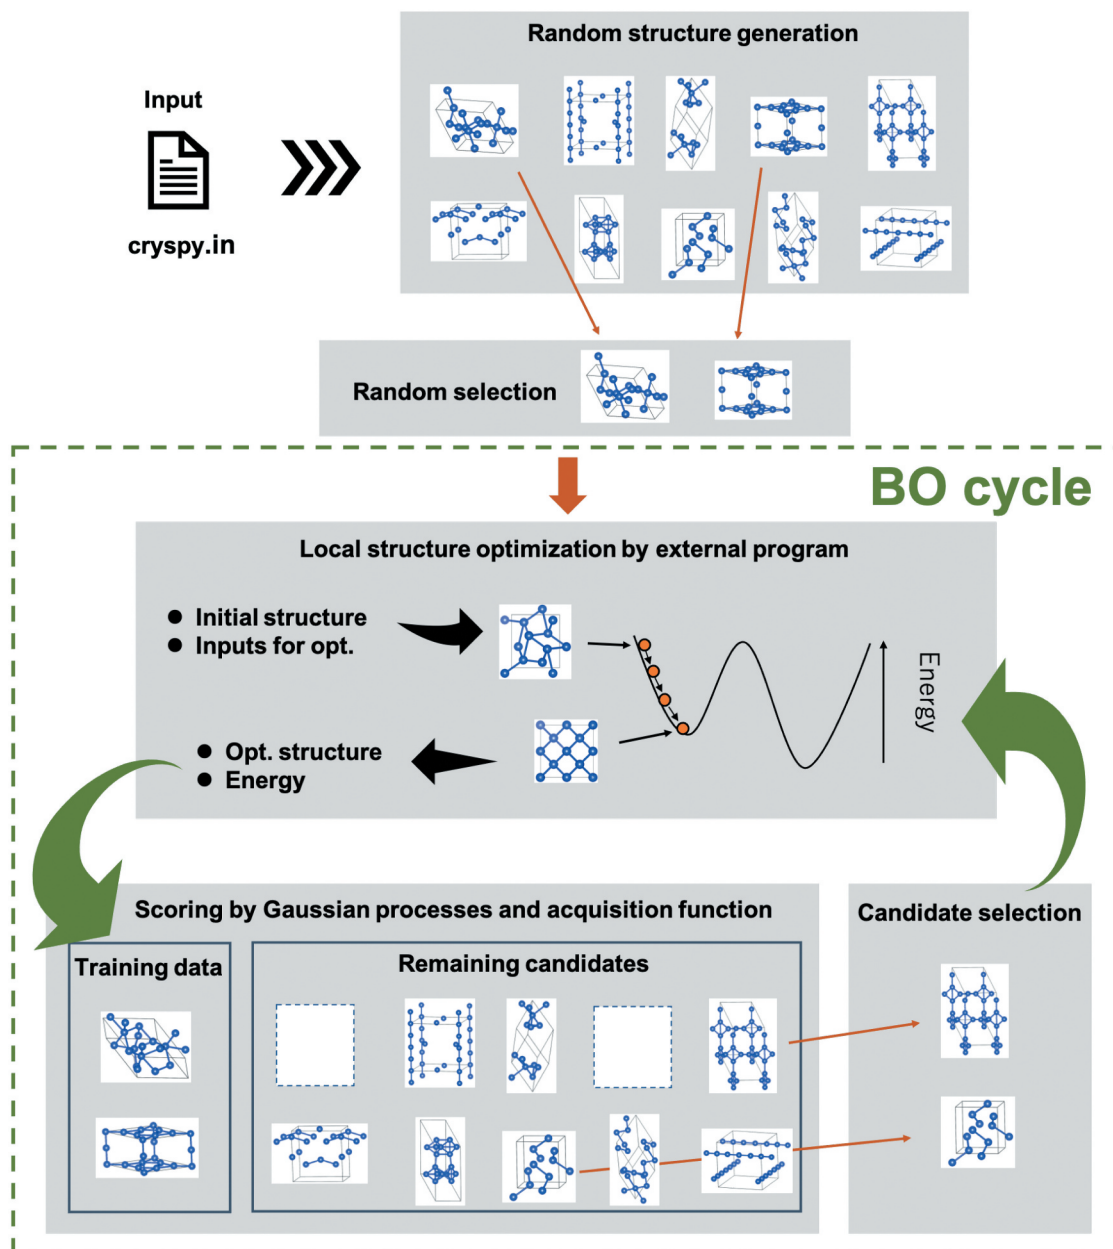 Random structure generation
Input
cryspy.in
Random selection
BO cycle
Local structure optimization by external program
● Initial structure
● Inputs for opt.
Energy
● Opt. structure
● Energy
Scoring by Gaussian processes and acquisition function
Candidate selection
Training data
Remaining candidates